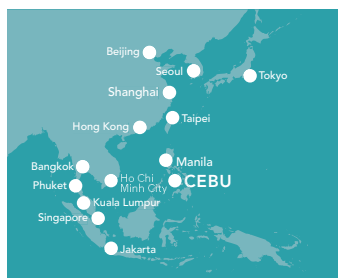 Beijing
Seoul
Tokyo
Shanghai
Taipei
Hong Kong
Manila
Bangkok
Ho Chi
Minh City
CEBU
Phuket
Kuala Lumpur
Singapore
Jakarta